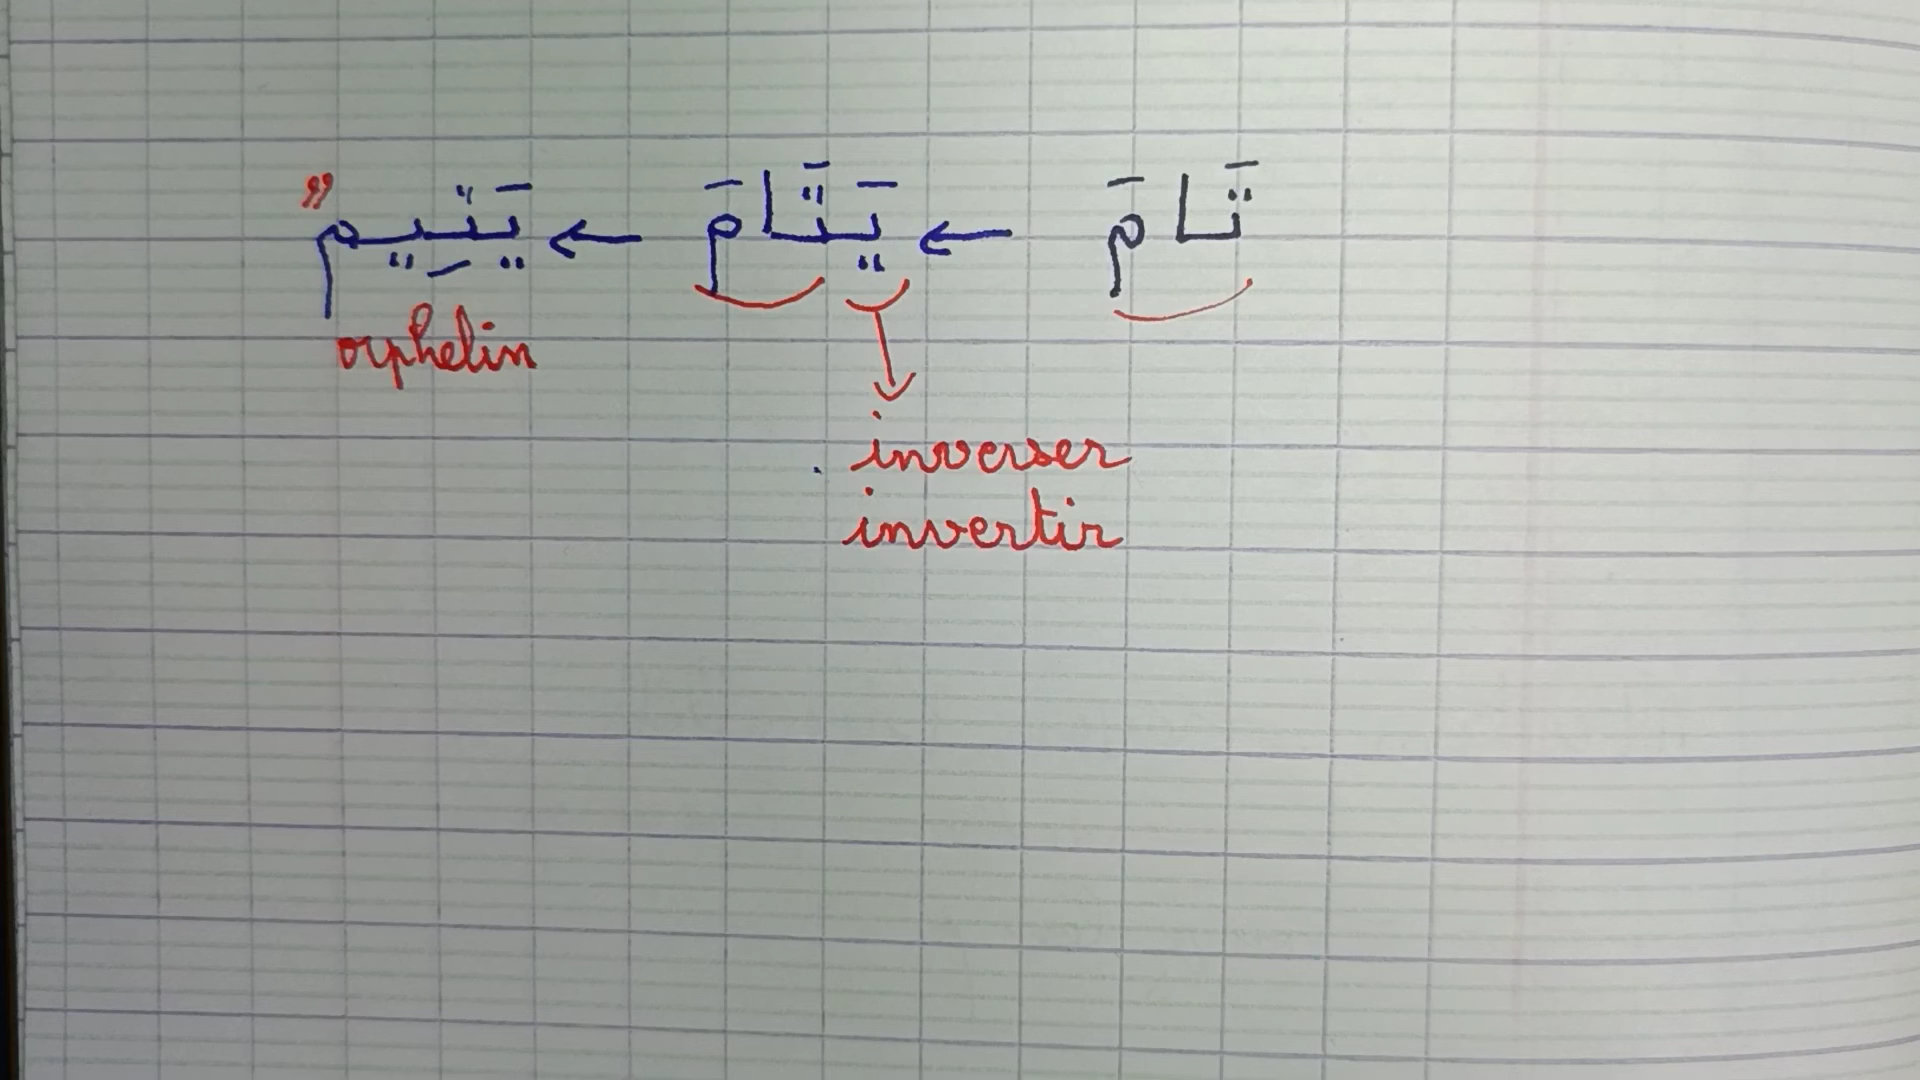 تَامَ ← يَتَامَ ← يَتِيمٌ
orphelin
inverser
invertir